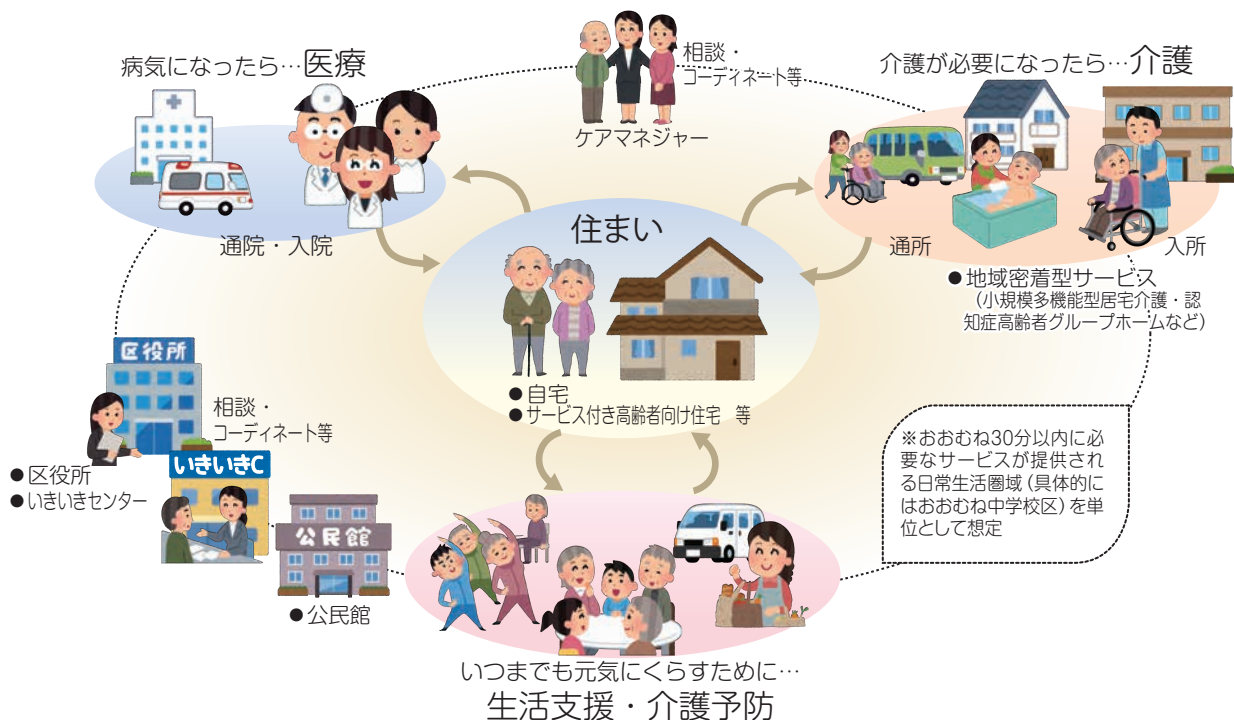 病気になったら…医療
通院・入院
相談・
コーディネート等
ケアマネジャー
介護が必要になったら…介護
通所
入所
●地域密着型サービス
（小規模多機能型居宅介護・認
知症高齢者グループホームなど）
住まい
●自宅
●サービス付き高齢者向け住宅　等
区役所
相談・
コーディネート等
●区役所
●いきいきセンター
いきいきC
公民館
●公民館
※おおむね30分以内に必
要なサービスが提供され
る日常生活圏域（具体的に
はおおむね中学校区）を単
位として想定
いつまでも元気にくらすために…
生活支援・介護予防